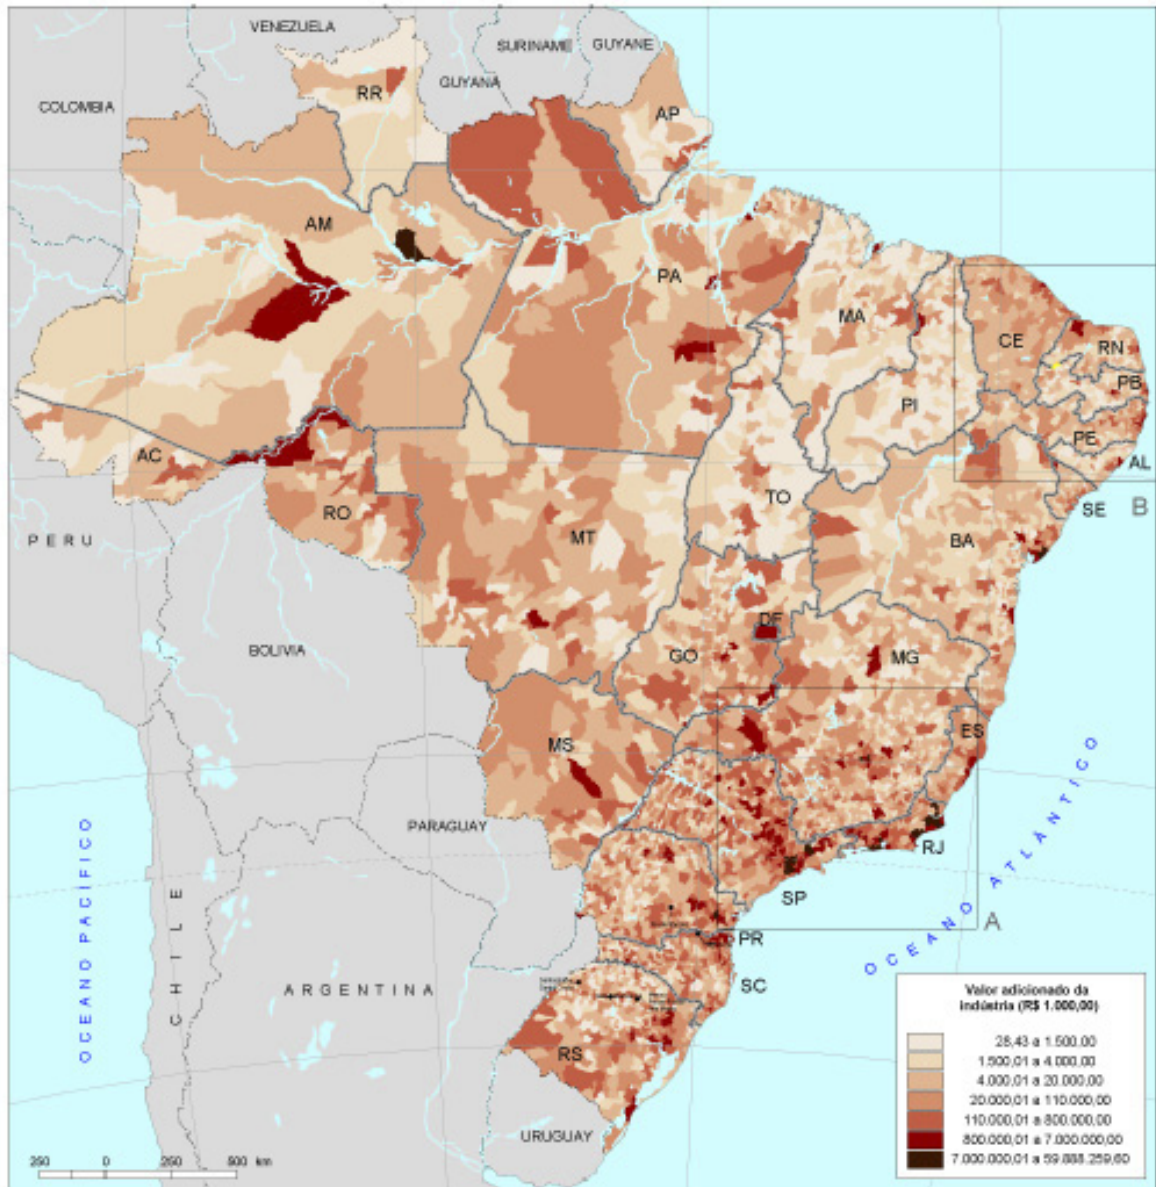 VENEZUELA
SURINAME
GUYANE
COLOMBIA
GUYANA
RR
AP
AM
PA
MA
CE
RN
PB
PI
PE
AC
AL
TO
SE
B
RO
MT
BA
PERU
DF
BOLIVIA
GO
MG
MS
ES
PARAGUAY
RJ
OCEANO PACÍFICO
CHILE
OCEANO ATLÂNTICO
SP
A
PR
SC
ARGENTINA
RS
URUGUAY
Valor adicionado da
indústria (R$ 1.000,00)
28,43 a 1.500,00
1.500,01 a 4.000,00
4.000,01 a 20.000,00
20.000,01 a 110.000,00
110.000,01 a 800.000,00
800.000,01 a 7.000.000,00
7.000.000,01 a 59.888.259,60
250 0 250 500 km